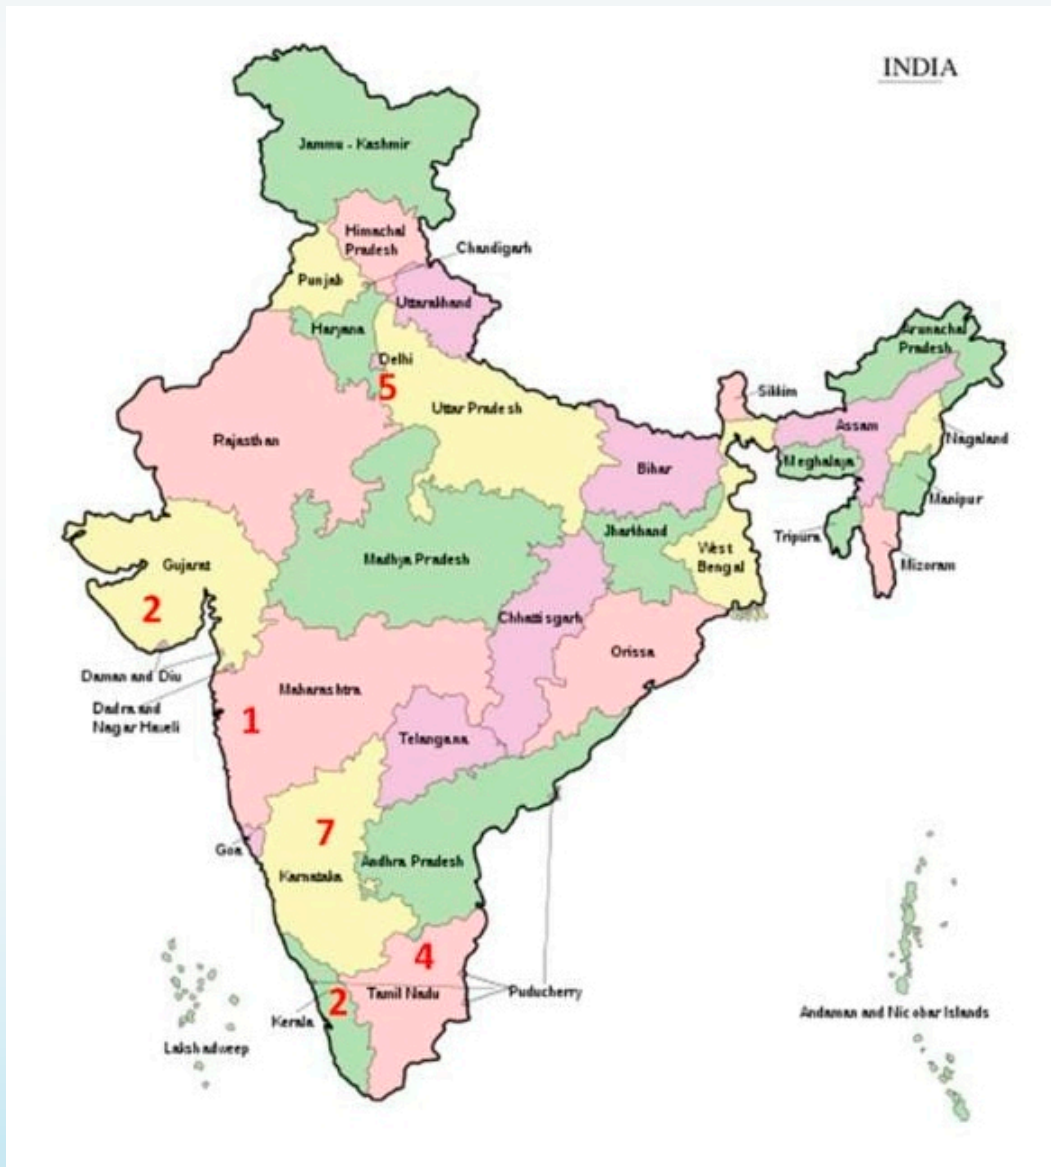 INDIA
Jammu - Kashmir
Himachal
Pradesh
Chandigarh
Punjab
Uttarakhand
Haryana
Delhi
5
Arunachal
Pradesh
Sikkim
Uttar Pradesh
Assam
Nagaland
Rajasthan
Meghalaya
Bihar
Manipur
Jharkhand
Tripura
West
Bengal
Madhya Pradesh
Gujarat
Mizoram
2
Chhattisgarh
Orissa
Daman and Diu
Maharashtra
Dadra and
Nagar Haveli
1
Telangana
7
Goa
Andhra Pradesh
Karnataka
4
Tamil Nadu
Puducherry
2
Kerala
Andaman and Nicobar Islands
Lakshadweep